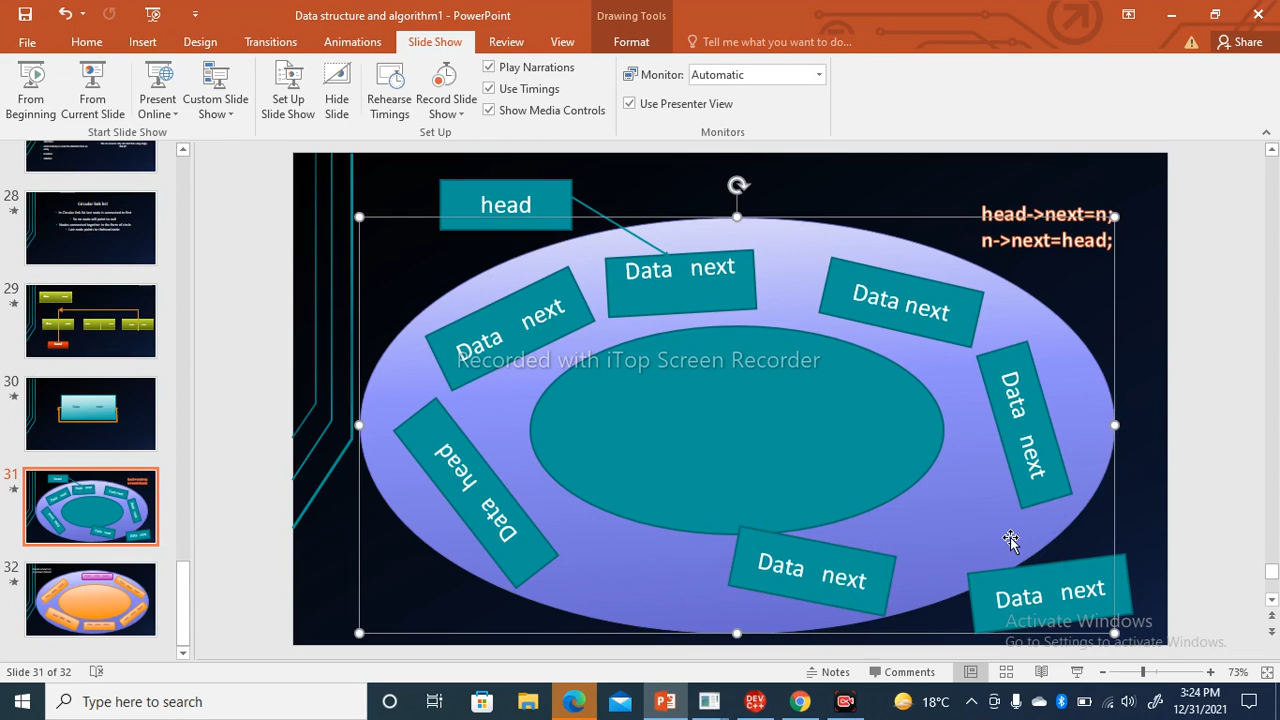 Data structure and algorithm1 - PowerPoint
Drawing Tools
File
Home
Insert
Design
Transitions
Animations
Slide Show
Review
View
Format
Tell me what you want to do...
Share
From Beginning
From Current Slide
Present Online
Custom Slide Show
Set Up Slide Show
Hide Slide
Rehearse Timings
Record Slide Show
Play Narrations
Use Timings
Show Media Controls
Monitor: Automatic
Use Presenter View
Start Slide Show
Set Up
Monitors
28
Circular link list
29
30
31
32
head
head->next=n;
n->next=head;
Data next
Data next
Data next
Data next
Data head
Data next
Data next
Recorded with iTop Screen Recorder
Activate Windows
Go to Settings to activate Windows.
Slide 31 of 32
Notes
Comments
73%
Type here to search
DEV C++
18°C
3:24 PM
12/31/2021